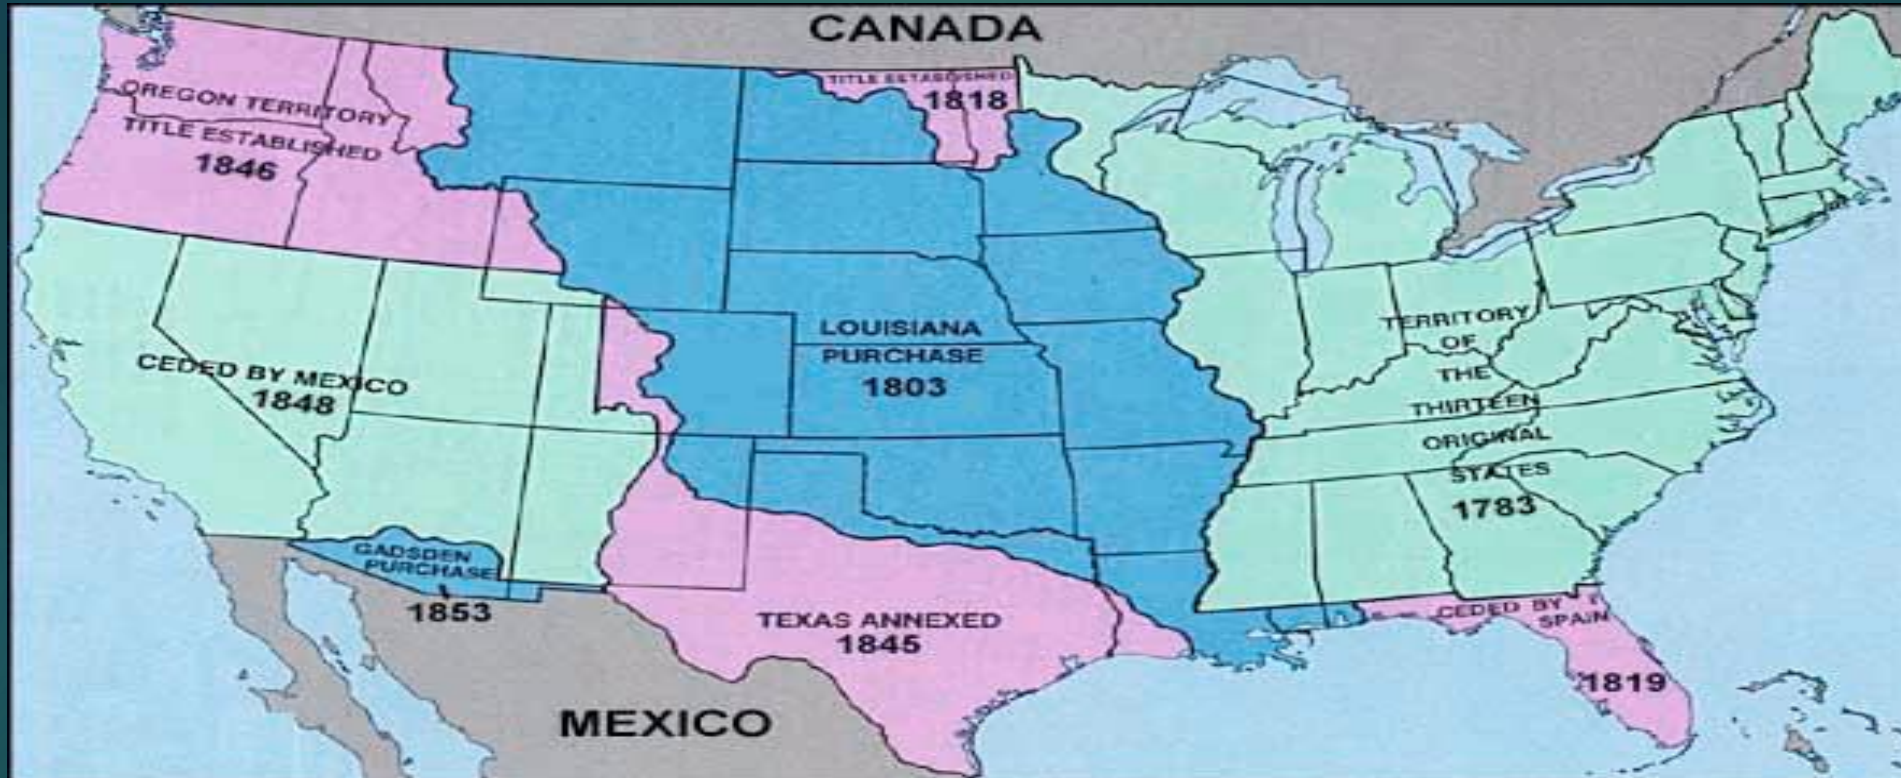 CANADA
TITLE ESTABLISHED
1818
OREGON TERRITORY
TITLE ESTABLISHED
1846
LOUISIANA
PURCHASE
1803
TERRITORY
OF
THE
THIRTEEN
ORIGINAL
STATES
1783
CEDED BY MEXICO
1848
GADSDEN
PURCHASE
1853
TEXAS ANNEXED
1845
CEDED BY
SPAIN
1819
MEXICO